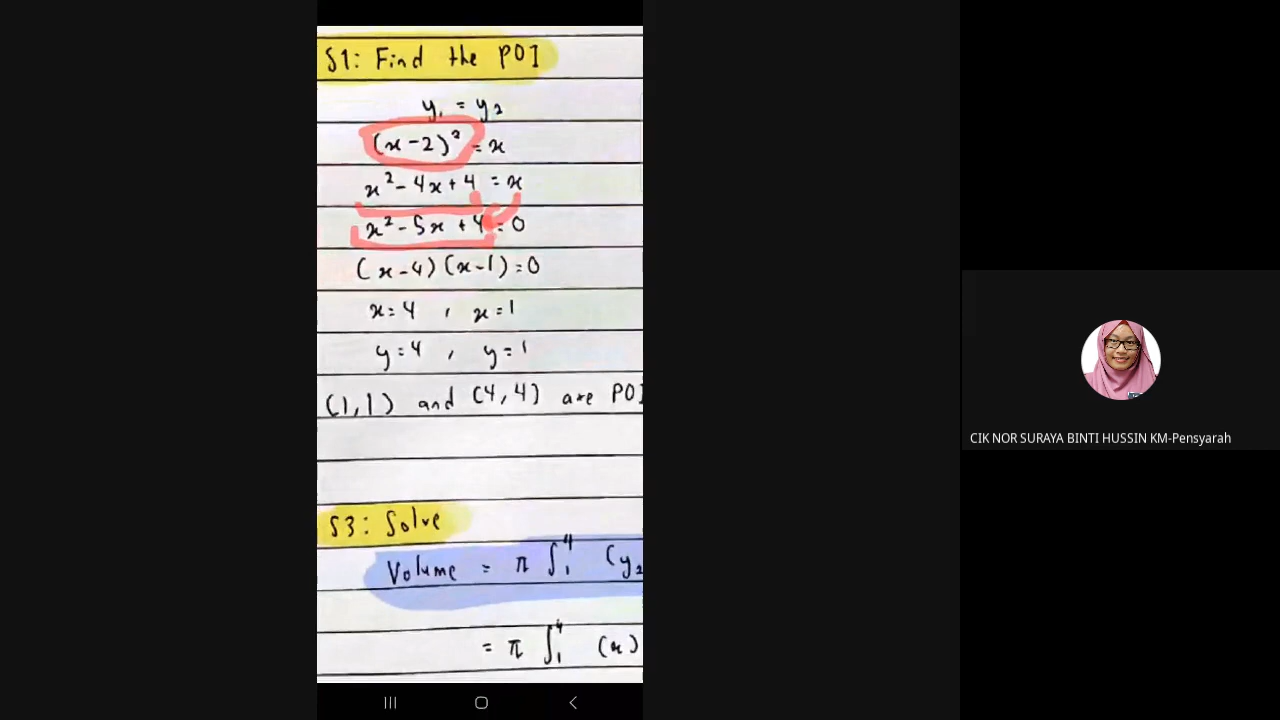 S1: Find the POI
y₁ = y₂
(x-2)² = x
x² - 4x + 4 = x
x² - 5x + 4 = 0
(x-4)(x-1) = 0
x = 4 , x = 1
y = 4 , y = 1
(1,1) and (4,4) are POI
CIK NOR SURAYA BINTI HUSSIN KM-Pensyarah
S3: Solve
Volume = π ∫₁⁴ (y₂
= π ∫₁⁴ (x)